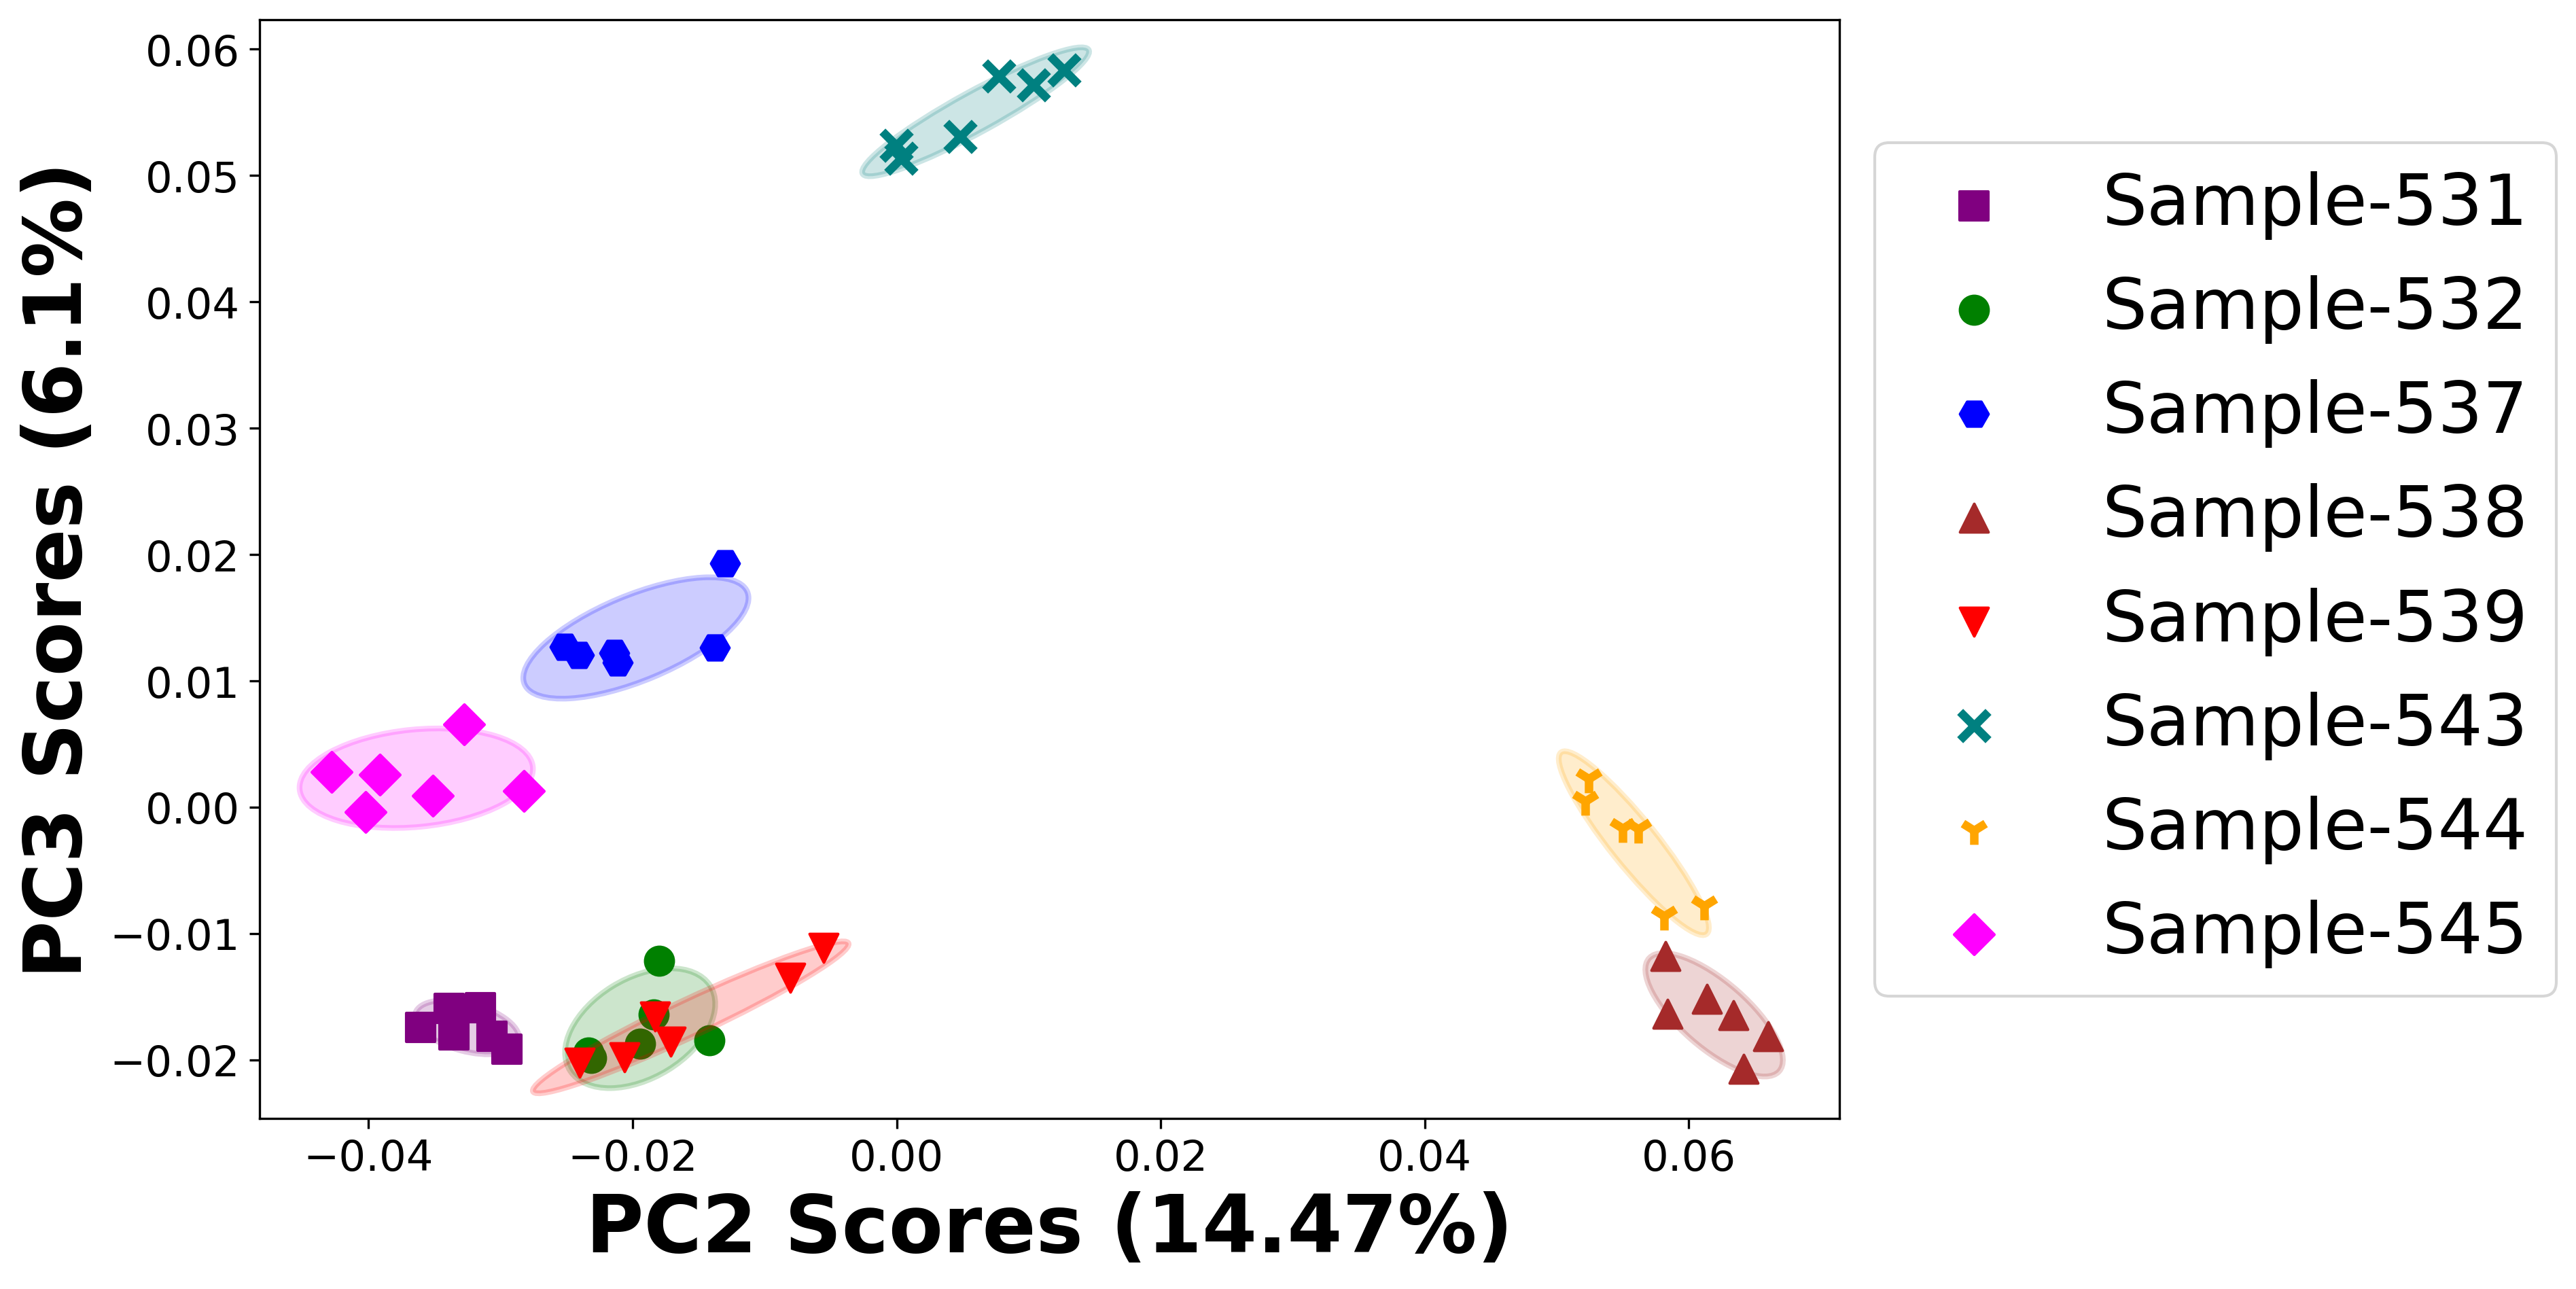 PC3 Scores (6.1%)
0.06
0.05
0.04
0.03
0.02
0.01
0.00
−0.01
−0.02
−0.04
−0.02
0.00
0.02
0.04
0.06
PC2 Scores (14.47%)
Sample-531
Sample-532
Sample-537
Sample-538
Sample-539
Sample-543
Sample-544
Sample-545